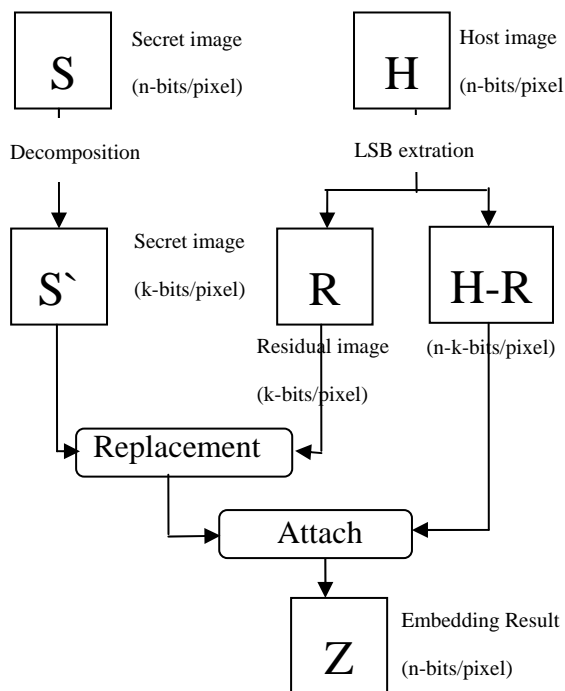 S
Secret image
(n-bits/pixel)
H
Host image
(n-bits/pixel
Decomposition
LSB extration
S`
Secret image
(k-bits/pixel)
R
Residual image
(k-bits/pixel)
H-R
(n-k-bits/pixel)
Replacement
Attach
Z
Embedding Result
(n-bits/pixel)